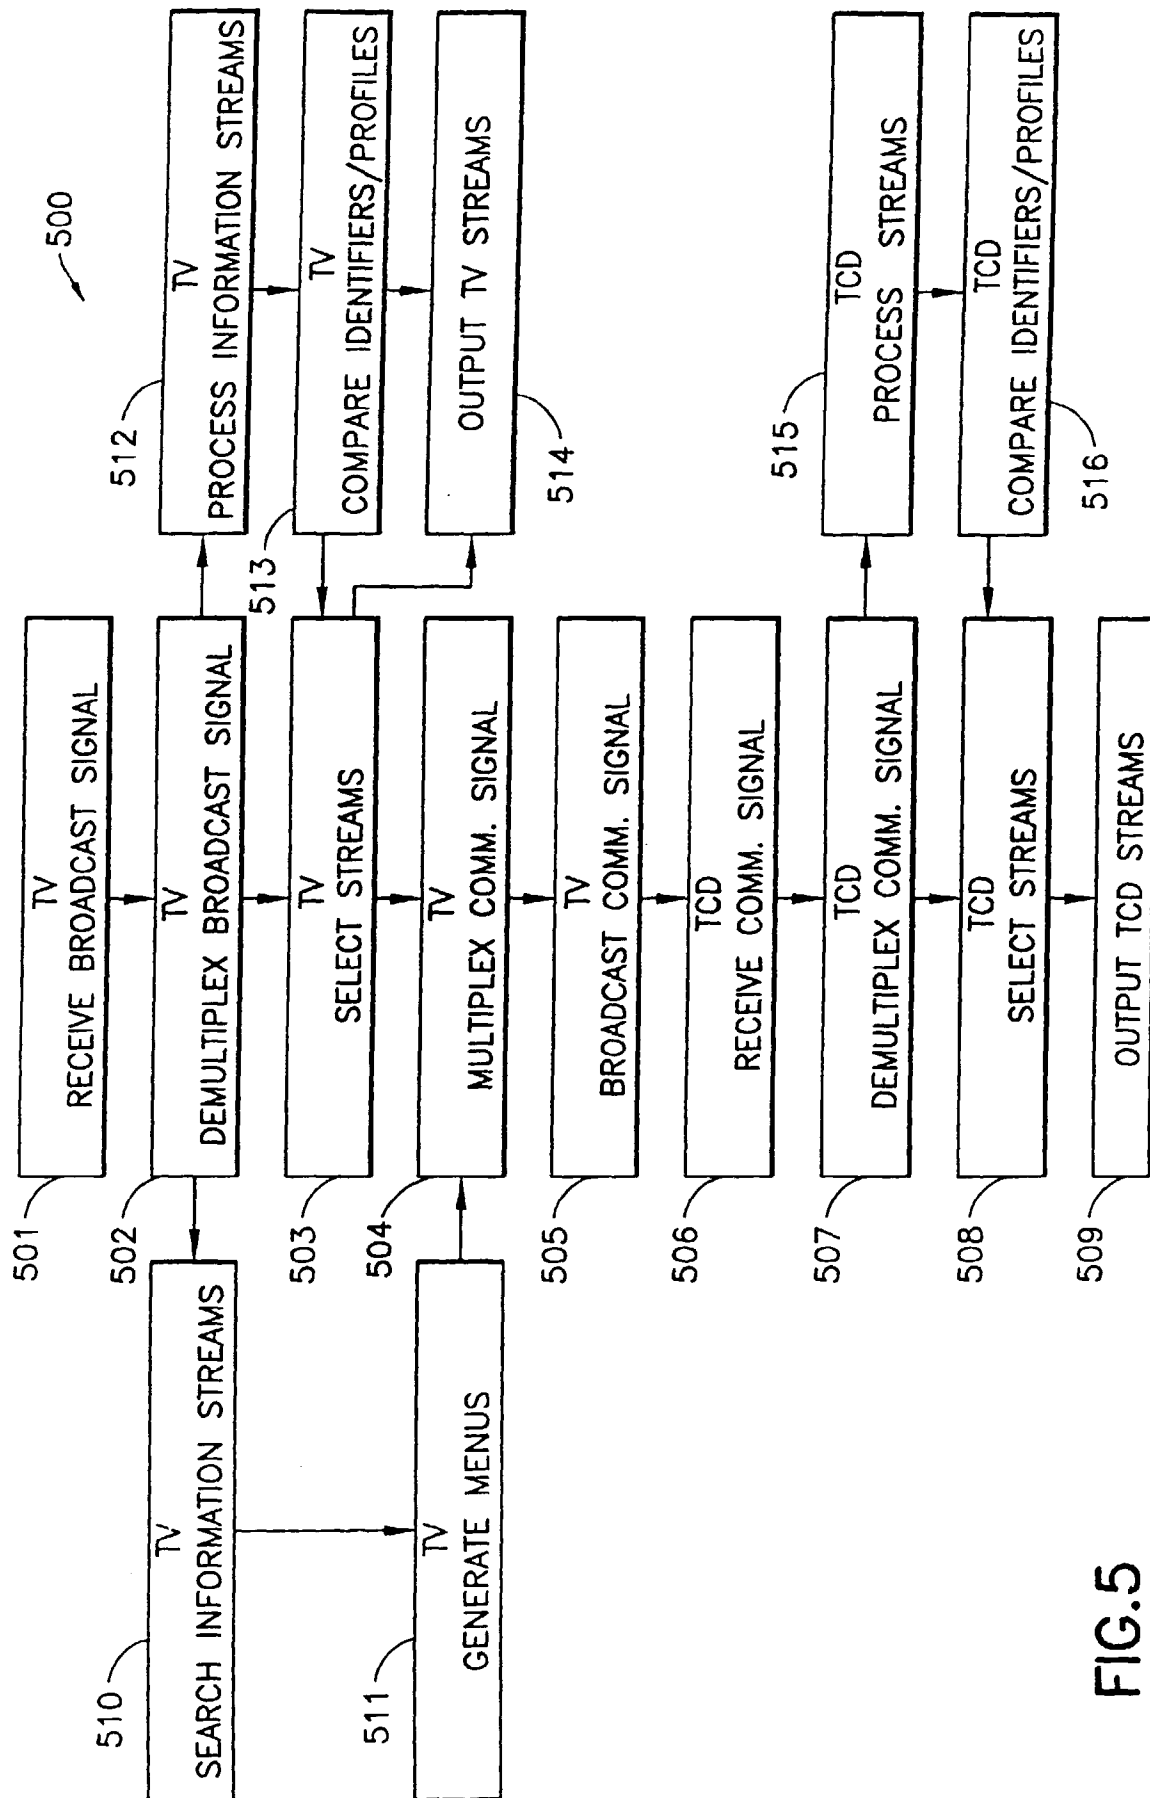 500
501
TV
RECEIVE BROADCAST SIGNAL
502
TV
DEMULTIPLEX BROADCAST SIGNAL
503
TV
SELECT STREAMS
504
TV
MULTIPLEX COMM. SIGNAL
505
TV
BROADCAST COMM. SIGNAL
506
TCD
RECEIVE COMM. SIGNAL
507
TCD
DEMULTIPLEX COMM. SIGNAL
508
TCD
SELECT STREAMS
509
OUTPUT TCD STREAMS
510
TV
SEARCH INFORMATION STREAMS
511
TV
GENERATE MENUS
512
TV
PROCESS INFORMATION STREAMS
513
TV
COMPARE IDENTIFIERS/PROFILES
514
OUTPUT TV STREAMS
515
TCD
PROCESS STREAMS
516
TCD
COMPARE IDENTIFIERS/PROFILES
FIG.5